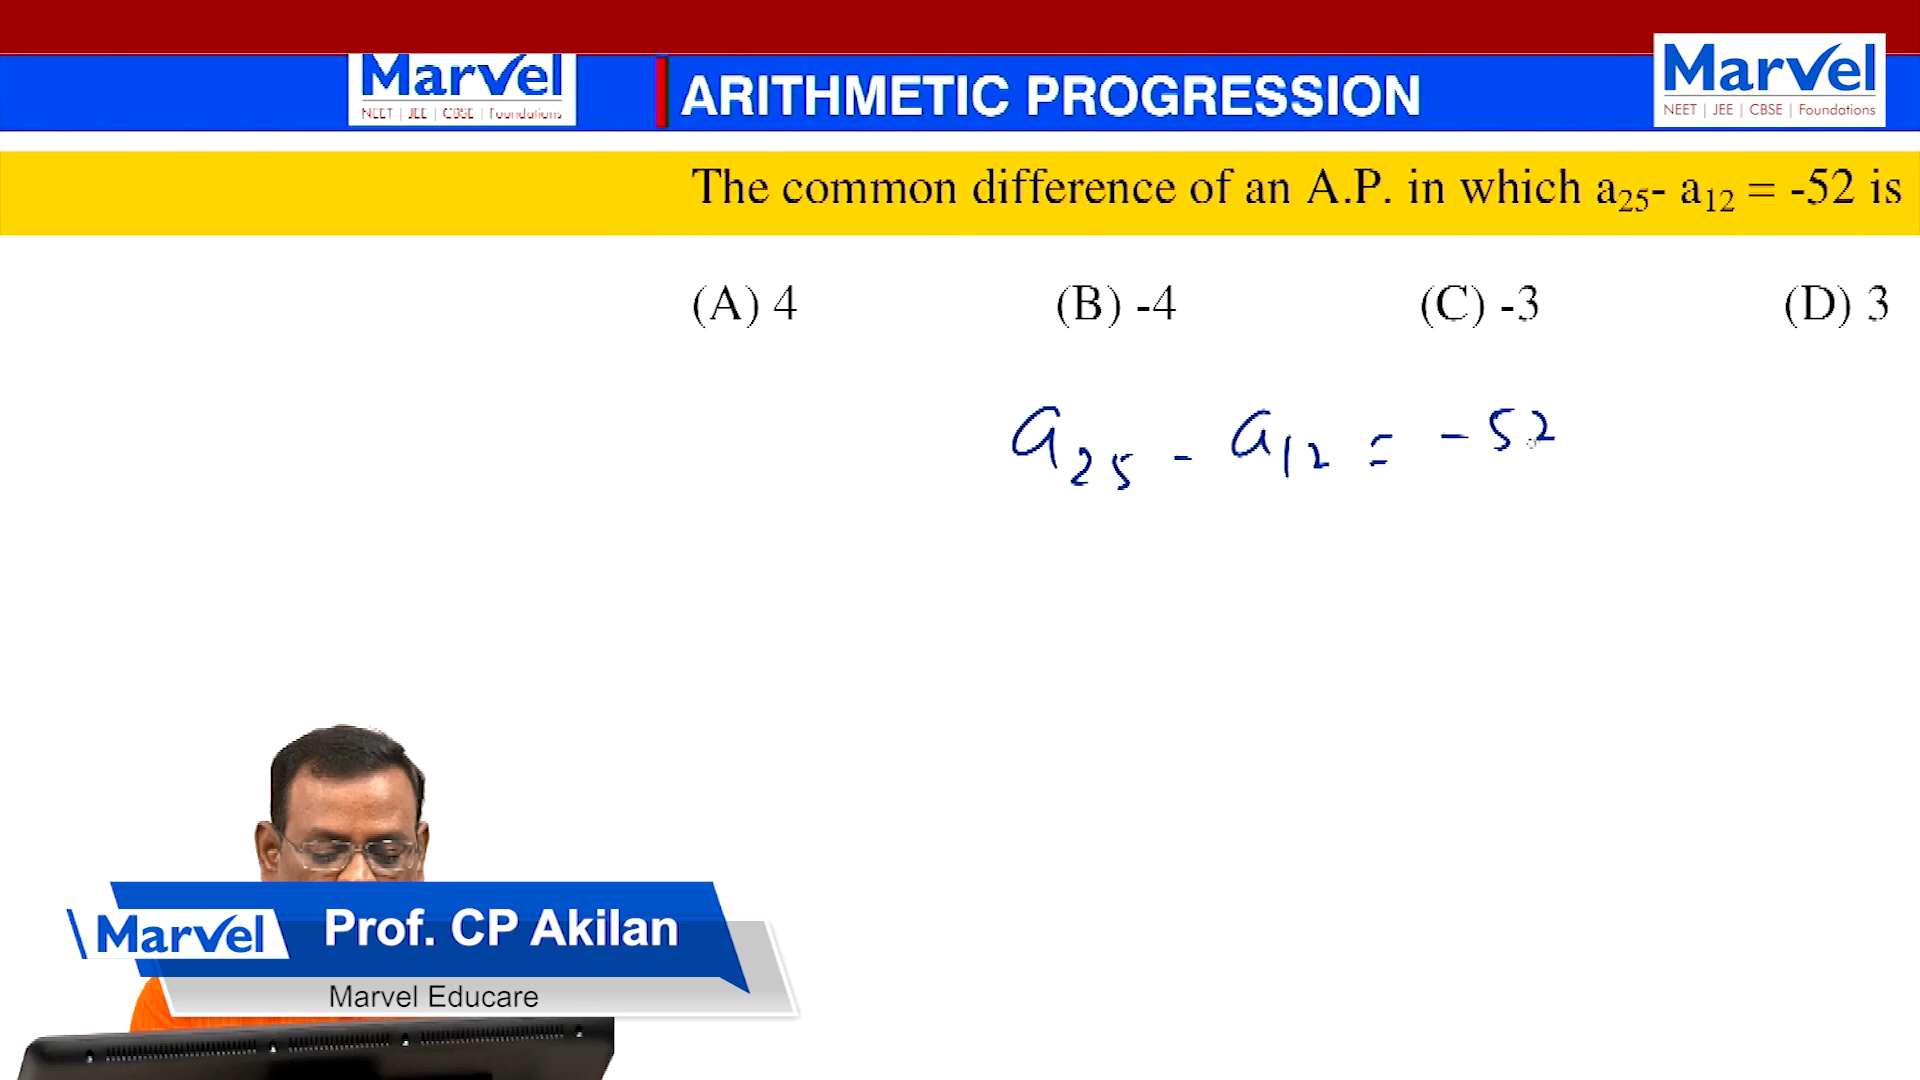 Marvel
NEET | JEE | CBSE | Foundations
ARITHMETIC PROGRESSION
Marvel
NEET | JEE | CBSE | Foundations
The common difference of an A.P. in which a₂₅- a₁₂ = -52 is
(A) 4 (B) -4 (C) -3 (D) 3
a₂₅ - a₁₂ = -52
Marvel
Prof. CP Akilan
Marvel Educare